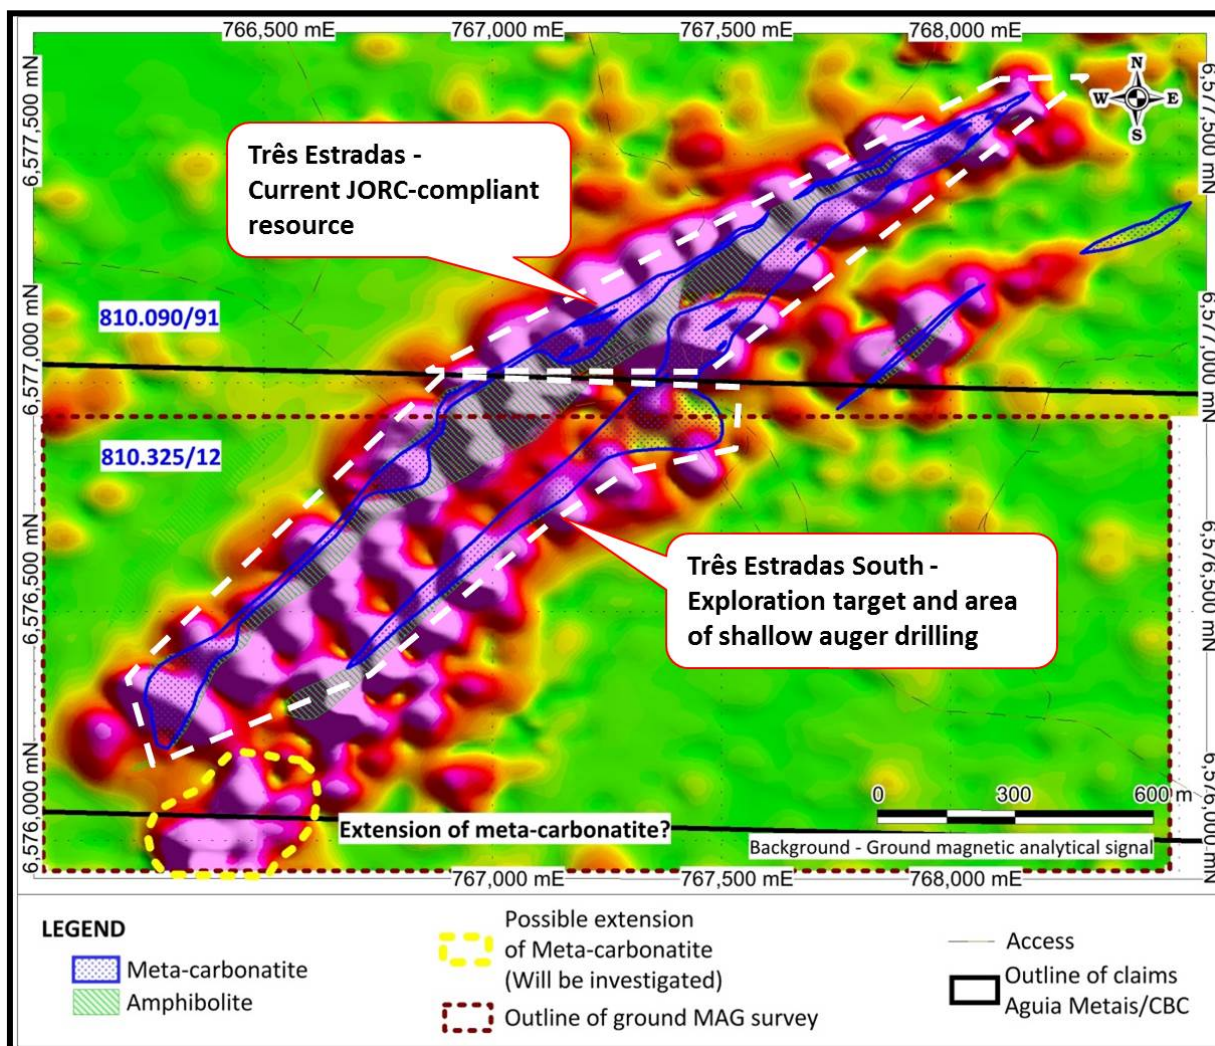 766,500 mE
767,000 mE
767,500 mE
768,000 mE
6,577,500 mN
6,577,500 mN
N
W
E
S
Três Estradas -
Current JORC-compliant
resource
810.090/91
6,577,000 mN
6,577,000 mN
810.325/12
6,576,500 mN
6,576,500 mN
Três Estradas South -
Exploration target and area
of shallow auger drilling
6,576,000 mN
6,576,000 mN
0 300 600 m
Extension of meta-carbonatite?
Background - Ground magnetic analytical signal
767,000 mE
767,500 mE
768,000 mE
LEGEND
Meta-carbonatite
Amphibolite
Possible extension
of Meta-carbonatite
(Will be investigated)
Outline of ground MAG survey
Access
Outline of claims
Aguia Metais/CBC